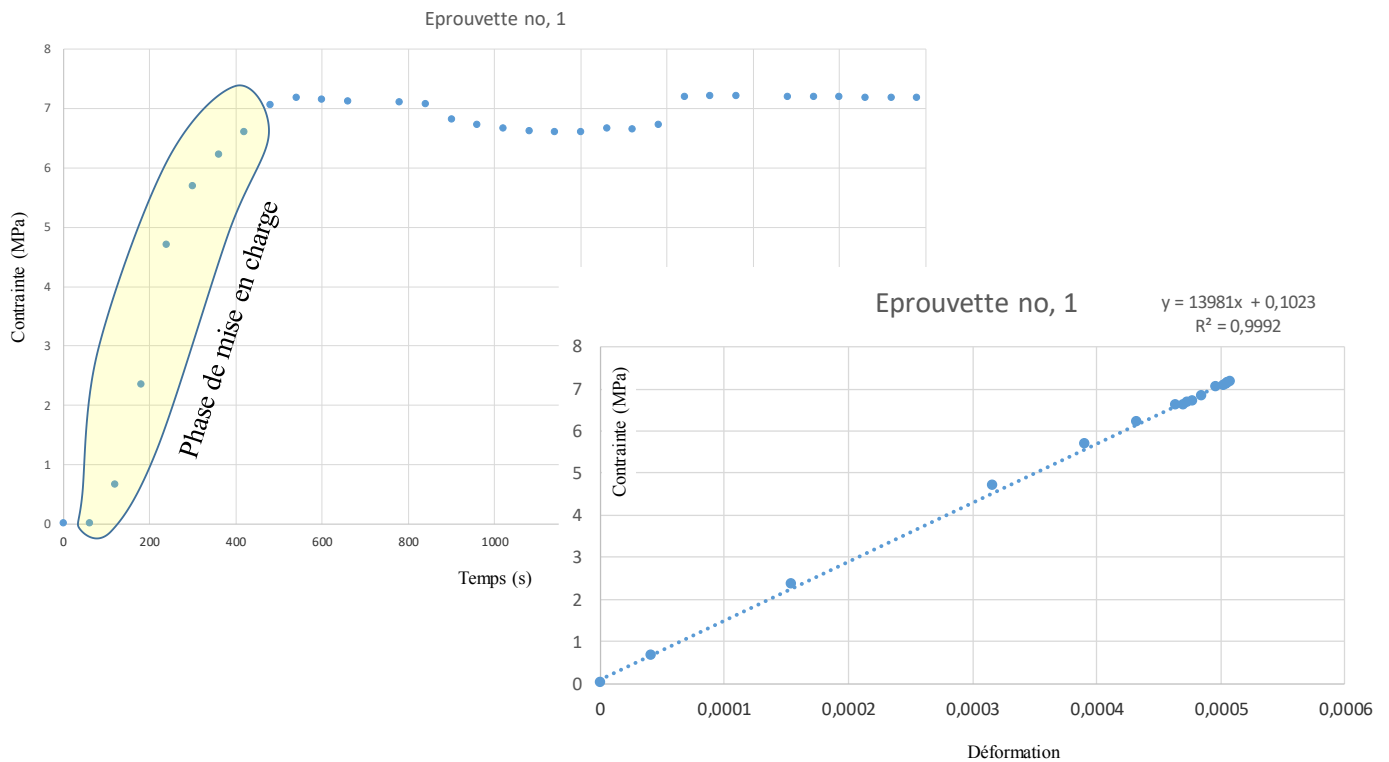 Eprouvette no, 1
8
7
6
5
4
3
2
1
0
Contrainte (MPa)
Phase de mise en charge
0 200 400 600 800 1000
Temps (s)
Eprouvette no, 1
y = 13981x + 0,1023
R² = 0,9992
8
7
6
5
4
3
2
1
0
Contrainte (MPa)
0 0,0001 0,0002 0,0003 0,0004 0,0005 0,0006
Déformation